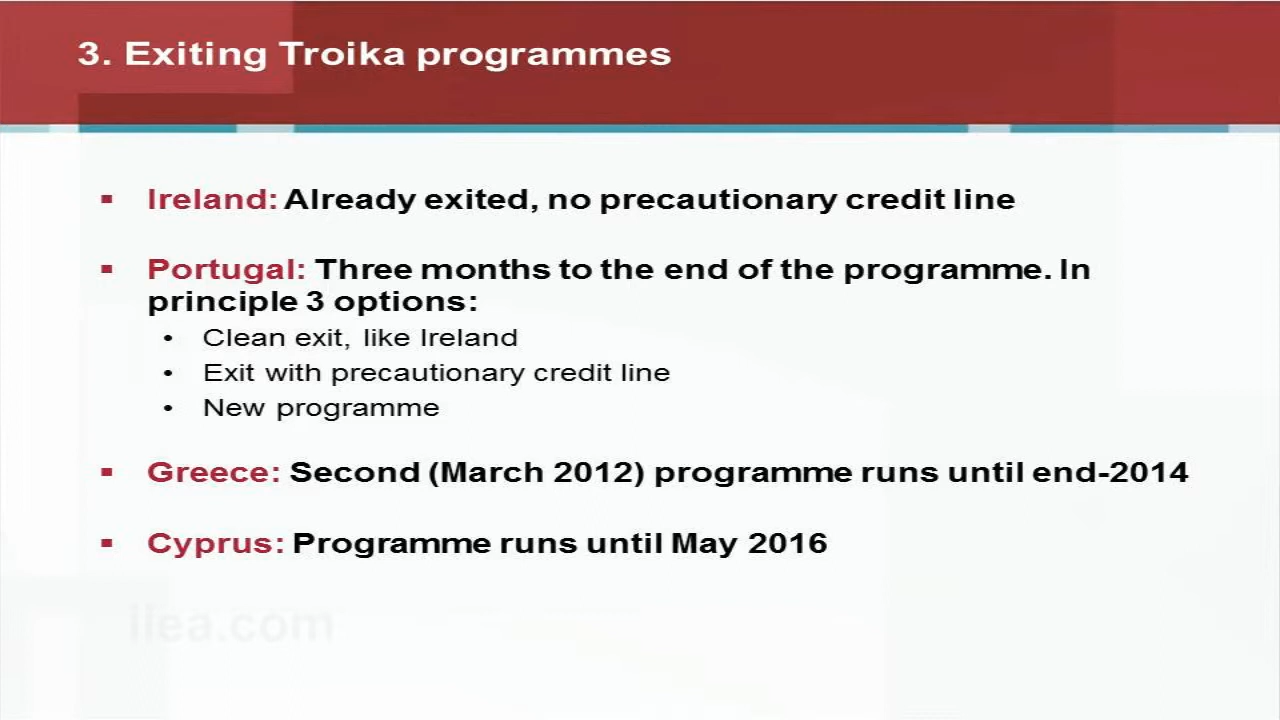 3. Exiting Troika programmes
▪ Ireland: Already exited, no precautionary credit line
▪ Portugal: Three months to the end of the programme. In
principle 3 options:
• Clean exit, like Ireland
• Exit with precautionary credit line
• New programme
▪ Greece: Second (March 2012) programme runs until end-2014
▪ Cyprus: Programme runs until May 2016
iiea.com